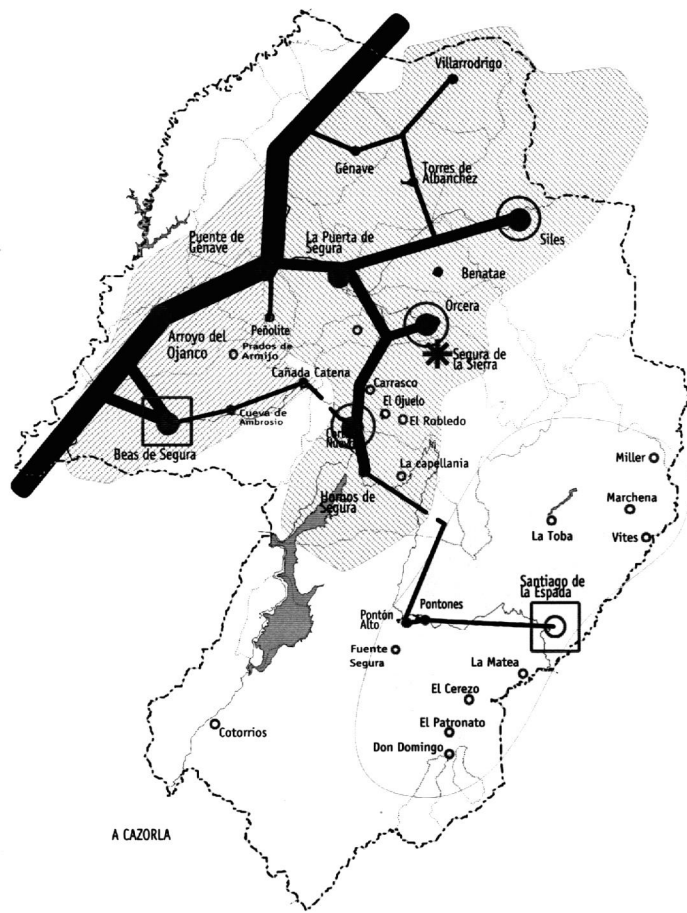 Villarrodrigo
Génave
Torres de
Albanchez
Puente de
Génave
La Puerta de
Segura
Siles
Benatae
Orcera
Peñolite
Arroyo del
Ojanco
Prados de
Armijo
Segura de
la Sierra
Cañada Catena
Carrasco
El Ojuelo
Cueva de
Ambrosio
El Robledo
Beas de Segura
La capellania
Miller
Hornos de
Segura
Marchena
La Toba
Vites
Santiago de
la Espada
Pontón
Alto
Pontones
Fuente
Segura
La Matea
El Cerezo
El Patronato
Cotorrios
Don Domingo
A CAZORLA